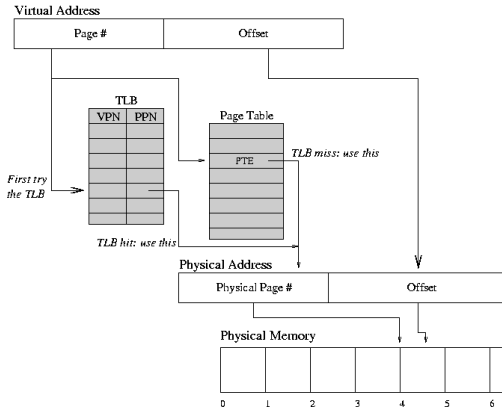 Virtual Address
Page #
Offset
TLB
VPN PPN
Page Table
PTE
TLB miss: use this
First try
the TLB
TLB hit: use this
Physical Address
Physical Page #
Offset
Physical Memory
0 1 2 3 4 5 6